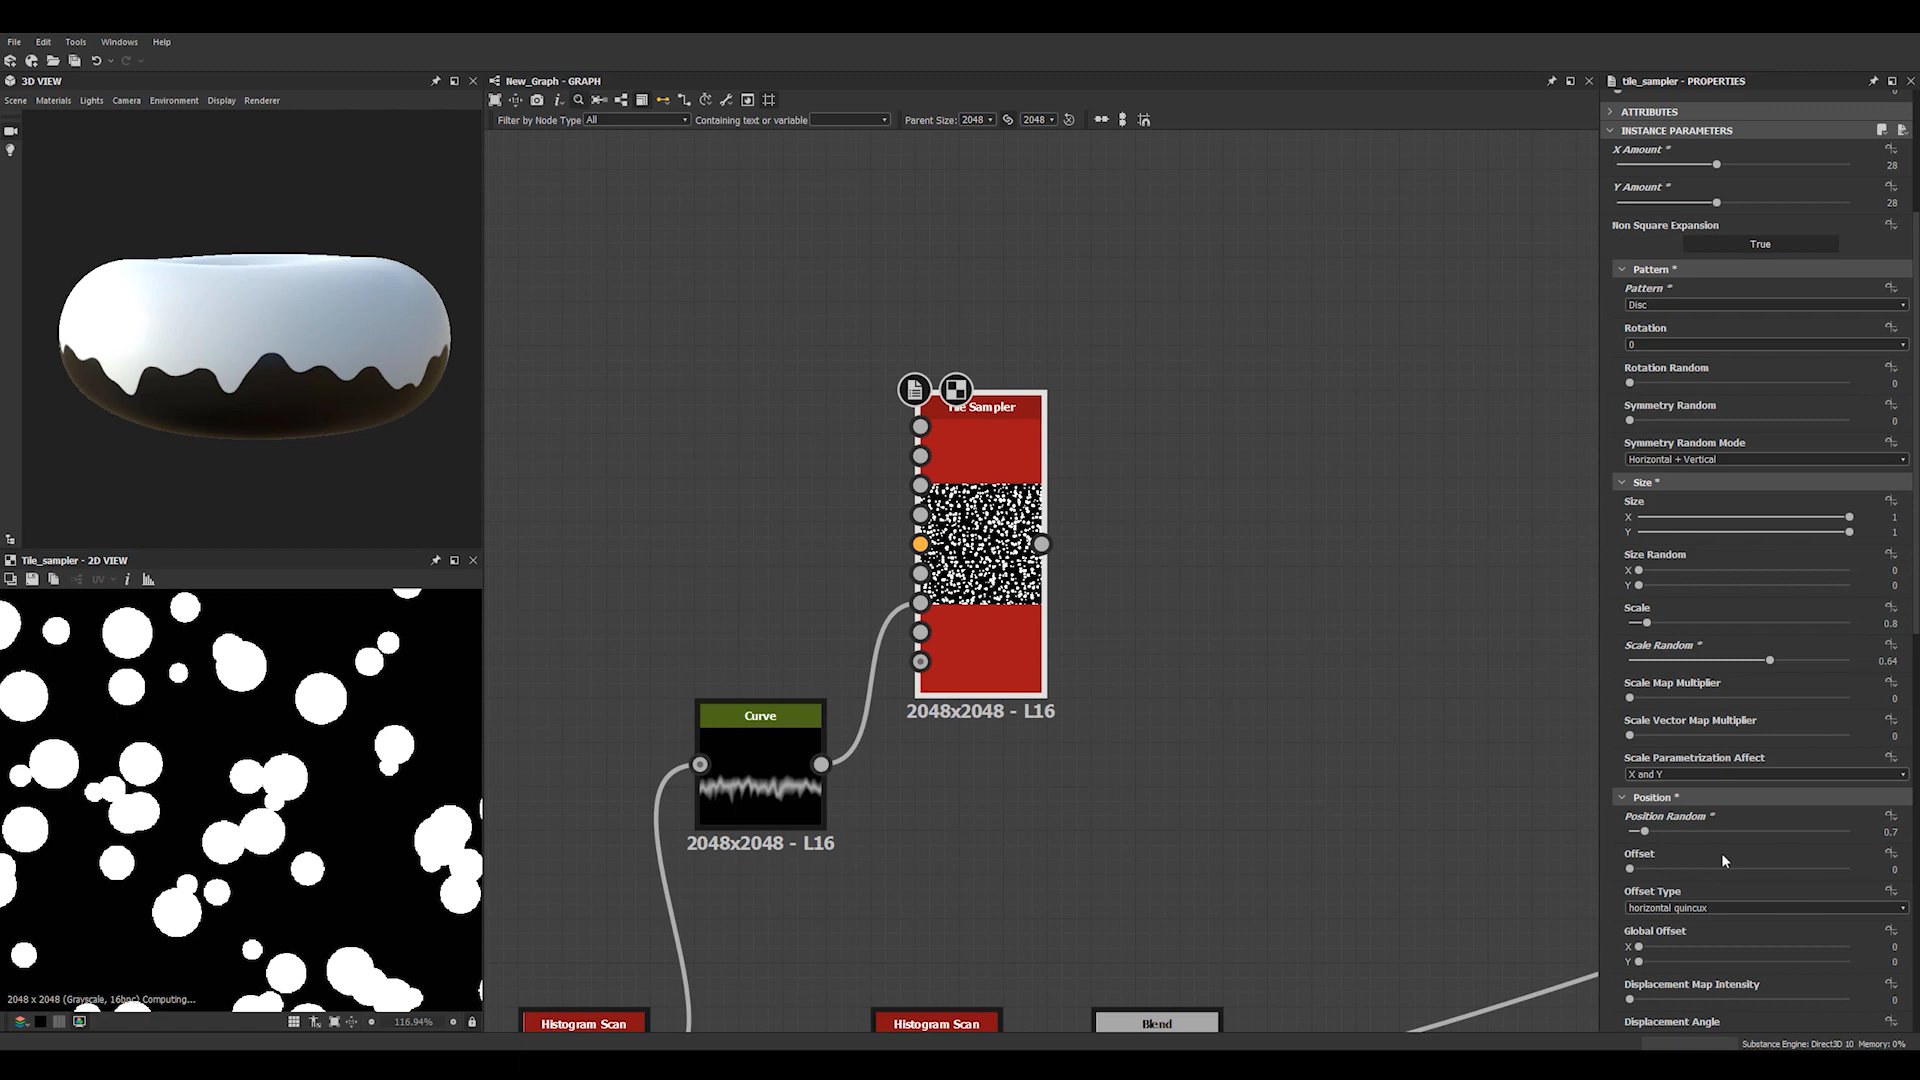 File Edit Tools Windows Help
3D VIEW
Scene Materials Lights Camera Environment Display Renderer
Tile_sampler - 2D VIEW
UV
2048 x 2048 (Grayscale, 16bpc) Computing...
116.94%
New_Graph - GRAPH
Filter by Node Type All Containing text or variable Parent Size: 2048 2048
Sampler
2048x2048 - L16
Curve
2048x2048 - L16
Histogram Scan
Histogram Scan
Blend
tile_sampler - PROPERTIES
0
ATTRIBUTES
INSTANCE PARAMETERS
X Amount *
28
Y Amount *
28
Non Square Expansion
True
Pattern *
Pattern *
Disc
Rotation
0
Rotation Random
0
Symmetry Random
0
Symmetry Random Mode
Horizontal + Vertical
Size *
Size
X 1
Y 1
Size Random
X 0
Y 0
Scale
0.8
Scale Random *
0.64
Scale Map Multiplier
0
Scale Vector Map Multiplier
0
Scale Parametrization Affect
X and Y
Position *
Position Random *
0.7
Offset
0
Offset Type
horizontal quincux
Global Offset
X 0
Y 0
Displacement Map Intensity
0
Displacement Angle
Substance Engine: Direct3D 10 Memory: 0%